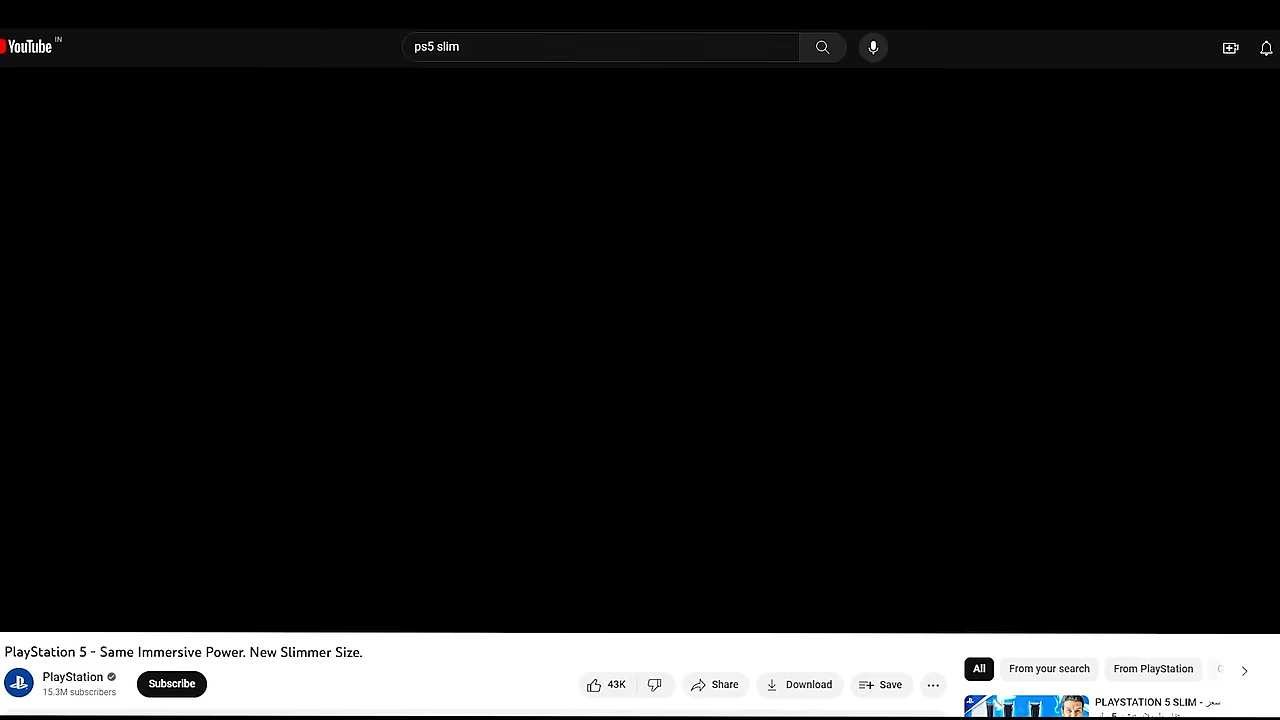 YouTube IN
ps5 slim
PlayStation 5 - Same Immersive Power. New Slimmer Size.
PlayStation
15.3M subscribers
Subscribe
43K
Share
Download
Save
All
From your search
From PlayStation
PLAYSTATION 5 SLIM - سعر